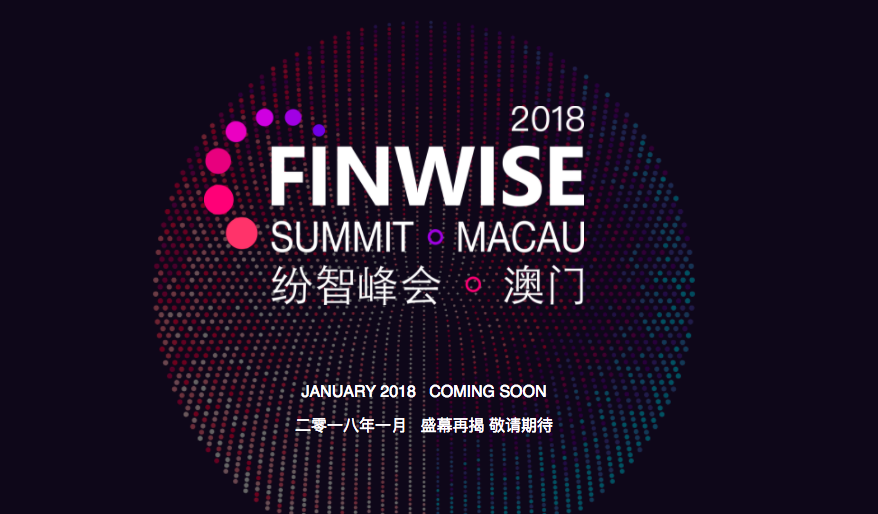 2018
FINWISE
SUMMIT MACAU
纷智峰会 澳门
JANUARY 2018 COMING SOON
二零一八年一月 盛幕再揭 敬请期待